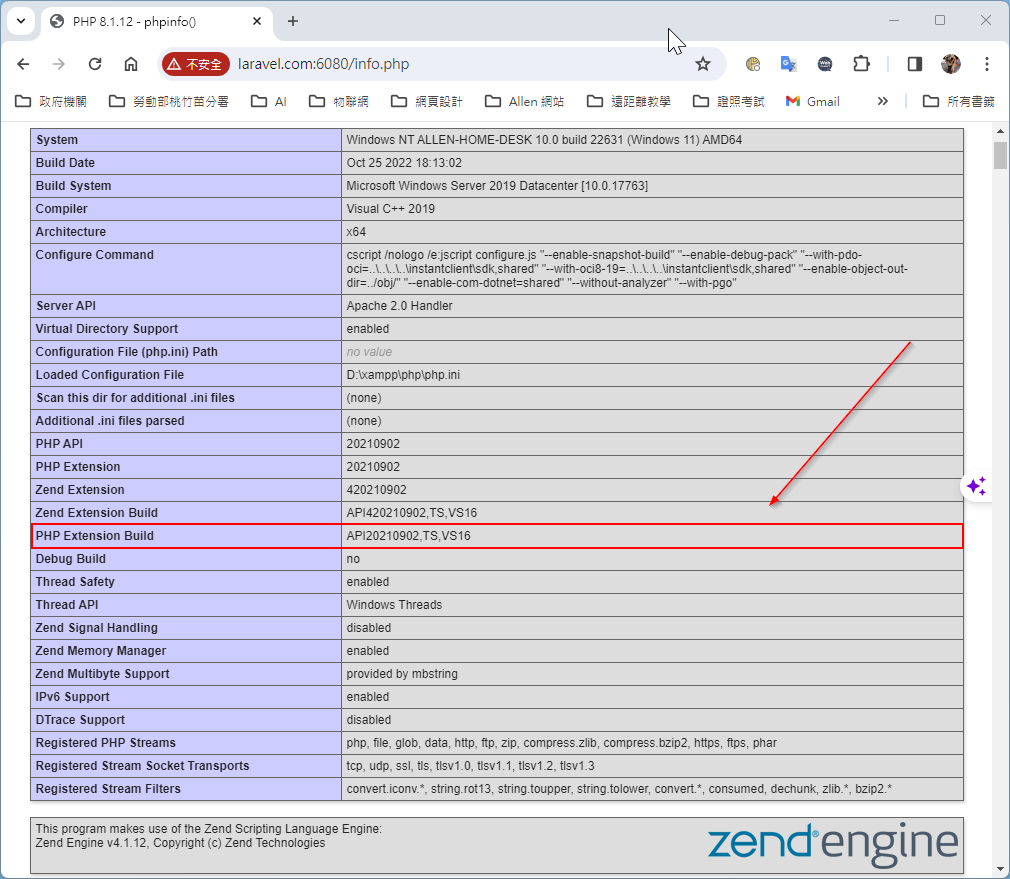 PHP 8.1.12 - phpinfo()
不安全 laravel.com:6080/info.php
政府機關 勞動部桃竹苗分署 AI 物聯網 網頁設計 Allen 網站 遠距離教學 證照考試 Gmail 所有書籤
System Windows NT ALLEN-HOME-DESK 10.0 build 22631 (Windows 11) AMD64
Build Date Oct 25 2022 18:13:02
Build System Microsoft Windows Server 2019 Datacenter [10.0.17763]
Compiler Visual C++ 2019
Architecture x64
Configure Command cscript /nologo /e:jscript configure.js "--enable-snapshot-build" "--enable-debug-pack" "--with-pdo-
oci=..\..\..\..\instantclient\sdk,shared" "--with-oci8-19=..\..\..\..\instantclient\sdk,shared" "--enable-object-out-
dir=../obj/" "--enable-com-dotnet=shared" "--without-analyzer" "--with-pgo"
Server API Apache 2.0 Handler
Virtual Directory Support enabled
Configuration File (php.ini) Path no value
Loaded Configuration File D:\xampp\php\php.ini
Scan this dir for additional .ini files (none)
Additional .ini files parsed (none)
PHP API 20210902
PHP Extension 20210902
Zend Extension 420210902
Zend Extension Build API420210902,TS,VS16
PHP Extension Build API20210902,TS,VS16
Debug Build no
Thread Safety enabled
Thread API Windows Threads
Zend Signal Handling disabled
Zend Memory Manager enabled
Zend Multibyte Support provided by mbstring
IPv6 Support enabled
DTrace Support disabled
Registered PHP Streams php, file, glob, data, http, ftp, zip, compress.zlib, compress.bzip2, https, ftps, phar
Registered Stream Socket Transports tcp, udp, ssl, tls, tlsv1.0, tlsv1.1, tlsv1.2, tlsv1.3
Registered Stream Filters convert.iconv.*, string.rot13, string.toupper, string.tolower, convert.*, consumed, dechunk, zlib.*, bzip2.*
This program makes use of the Zend Scripting Language Engine:
Zend Engine v4.1.12, Copyright (c) Zend Technologies
zend® engine